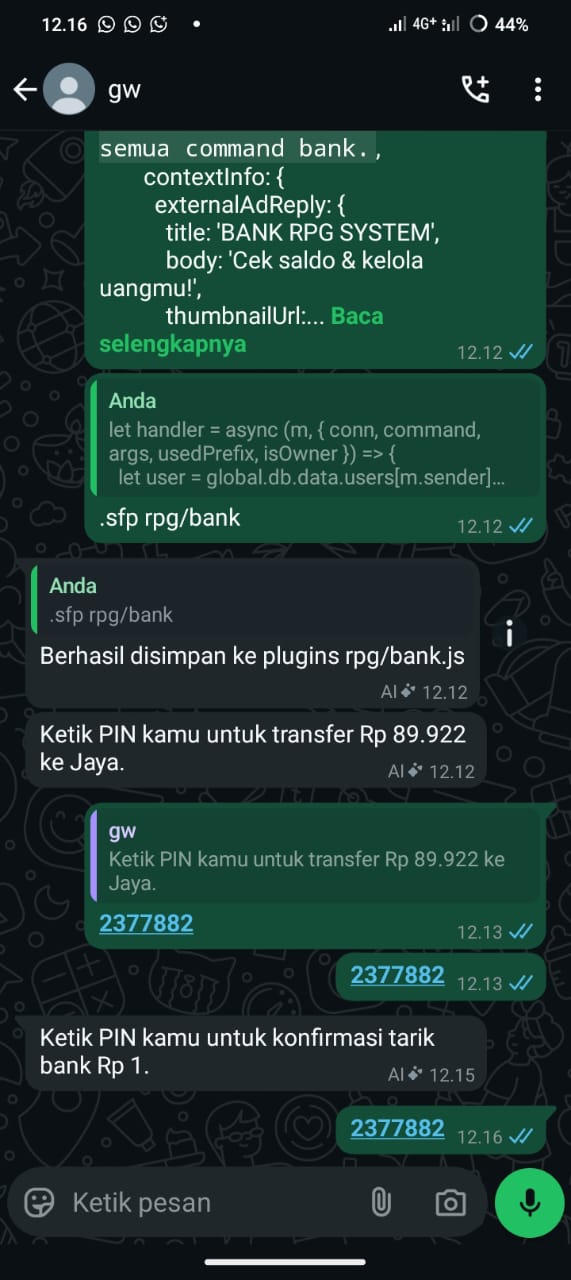 12.16 4G+ 44%
gw
semua command bank.,
contextInfo: {
externalAdReply: {
title: 'BANK RPG SYSTEM',
body: 'Cek saldo & kelola
uangmu!',
thumbnailUrl:... Baca
selengkapnya
12.12
Anda
let handler = async (m, { conn, command,
args, usedPrefix, isOwner }) => {
let user = global.db.data.users[m.sender]...
.sfp rpg/bank
12.12
Anda
.sfp rpg/bank
Berhasil disimpan ke plugins rpg/bank.js
AI 12.12
Ketik PIN kamu untuk transfer Rp 89.922
ke Jaya.
AI 12.12
gw
Ketik PIN kamu untuk transfer Rp 89.922 ke
Jaya.
2377882
12.13
2377882 12.13
Ketik PIN kamu untuk konfirmasi tarik
bank Rp 1.
AI 12.15
2377882 12.16
Ketik pesan